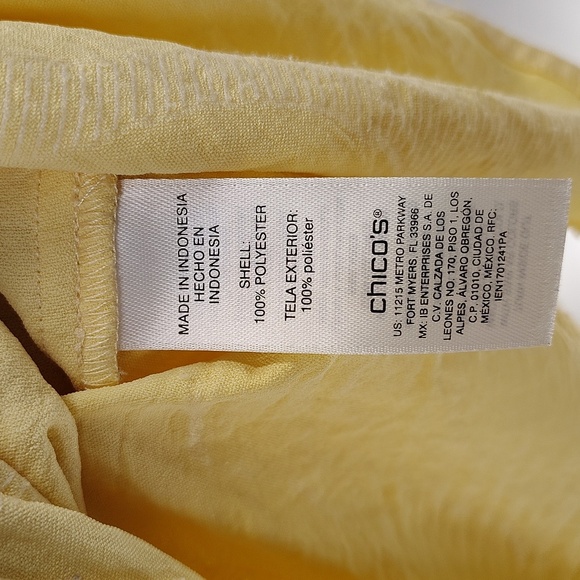 MADE IN INDONESIA
HECHO EN
INDONESIA
SHELL:
100% POLYESTER
TELA EXTERIOR:
100% poliéster
chico's®
US: 11215 METRO PARKWAY
FORT MYERS, FL 33966
MX: IB ENTERPRISES S.A. DE
C.V. CALZADA DE LOS
LEONES NO. 170, PISO 1, LOS
ALPES, ALVARO OBREGÓN,
C.P. 01010, CIUDAD DE
MÉXICO, MÉXICO. RFC:
IEN1701241PA